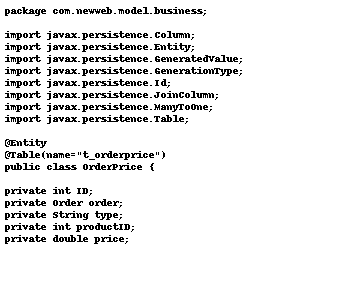 package com.newweb.model.business;
import javax.persistence.Column;
import javax.persistence.Entity;
import javax.persistence.GeneratedValue;
import javax.persistence.GenerationType;
import javax.persistence.Id;
import javax.persistence.JoinColumn;
import javax.persistence.ManyToOne;
import javax.persistence.Table;
@Entity
@Table(name="t_orderprice")
public class OrderPrice {
private int ID;
private Order order;
private String type;
private int productID;
private double price;